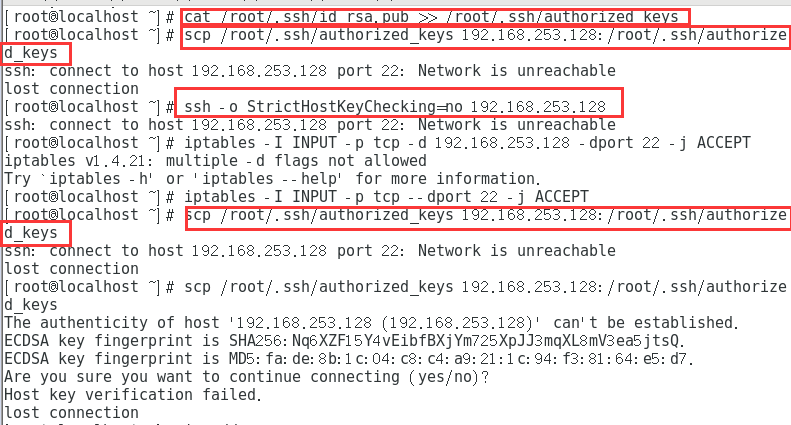 [root@localhost ~]# cat /root/.ssh/id_rsa.pub >> /root/.ssh/authorized_keys
[root@localhost ~]# scp /root/.ssh/authorized_keys 192.168.253.128:/root/.ssh/authorize
d_keys
ssh: connect to host 192.168.253.128 port 22: Network is unreachable
lost connection
[root@localhost ~]# ssh -o StrictHostKeyChecking=no 192.168.253.128
ssh: connect to host 192.168.253.128 port 22: Network is unreachable
[root@localhost ~]# iptables -I INPUT -p tcp -d 192.168.253.128 -dport 22 -j ACCEPT
iptables v1.4.21: multiple -d flags not allowed
Try `iptables -h' or 'iptables --help' for more information.
[root@localhost ~]# iptables -I INPUT -p tcp --dport 22 -j ACCEPT
[root@localhost ~]# scp /root/.ssh/authorized_keys 192.168.253.128:/root/.ssh/authorize
d_keys
ssh: connect to host 192.168.253.128 port 22: Network is unreachable
lost connection
[root@localhost ~]# scp /root/.ssh/authorized_keys 192.168.253.128:/root/.ssh/authorize
d_keys
The authenticity of host '192.168.253.128 (192.168.253.128)' can't be established.
ECDSA key fingerprint is SHA256:Nq6XZF15Y4vEibfBXjYm725XpJJ3mqXL8mV3ea5jtsQ.
ECDSA key fingerprint is MD5:fa:de:8b:1c:04:c8:c4:a9:21:1c:94:f3:81:64:e5:d7.
Are you sure you want to continue connecting (yes/no)?
Host key verification failed.
lost connection